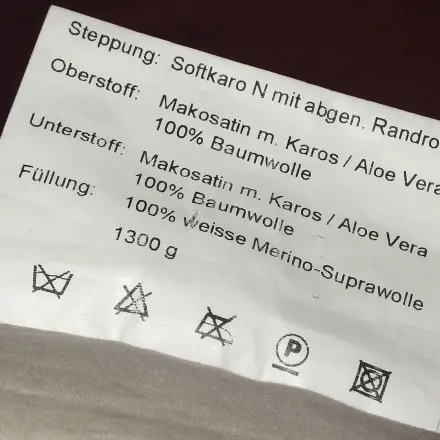 Steppung: Softkaro N mit abgen. Randro
Oberstoff: Makosatin m. Karos / Aloe Vera
100% Baumwolle
Unterstoff: Makosatin m. Karos / Aloe Vera
100% Baumwolle
Füllung: 100% weisse Merino-Suprawolle
1300 g
P